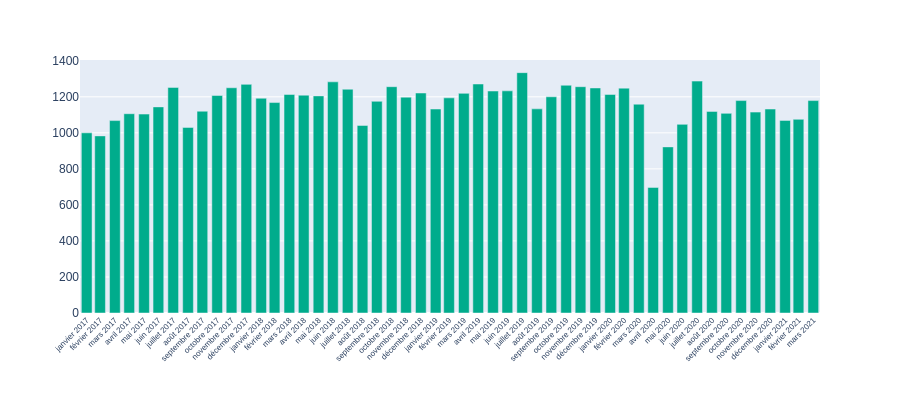 1400
1200
1000
800
600
400
200
0
janvier 2017
février 2017
mars 2017
avril 2017
mai 2017
juin 2017
juillet 2017
août 2017
septembre 2017
octobre 2017
novembre 2017
décembre 2017
janvier 2018
février 2018
mars 2018
avril 2018
mai 2018
juin 2018
juillet 2018
août 2018
septembre 2018
octobre 2018
novembre 2018
décembre 2018
janvier 2019
février 2019
mars 2019
avril 2019
mai 2019
juin 2019
juillet 2019
août 2019
septembre 2019
octobre 2019
novembre 2019
décembre 2019
janvier 2020
février 2020
mars 2020
avril 2020
mai 2020
juin 2020
juillet 2020
août 2020
septembre 2020
octobre 2020
novembre 2020
décembre 2020
janvier 2021
février 2021
mars 2021